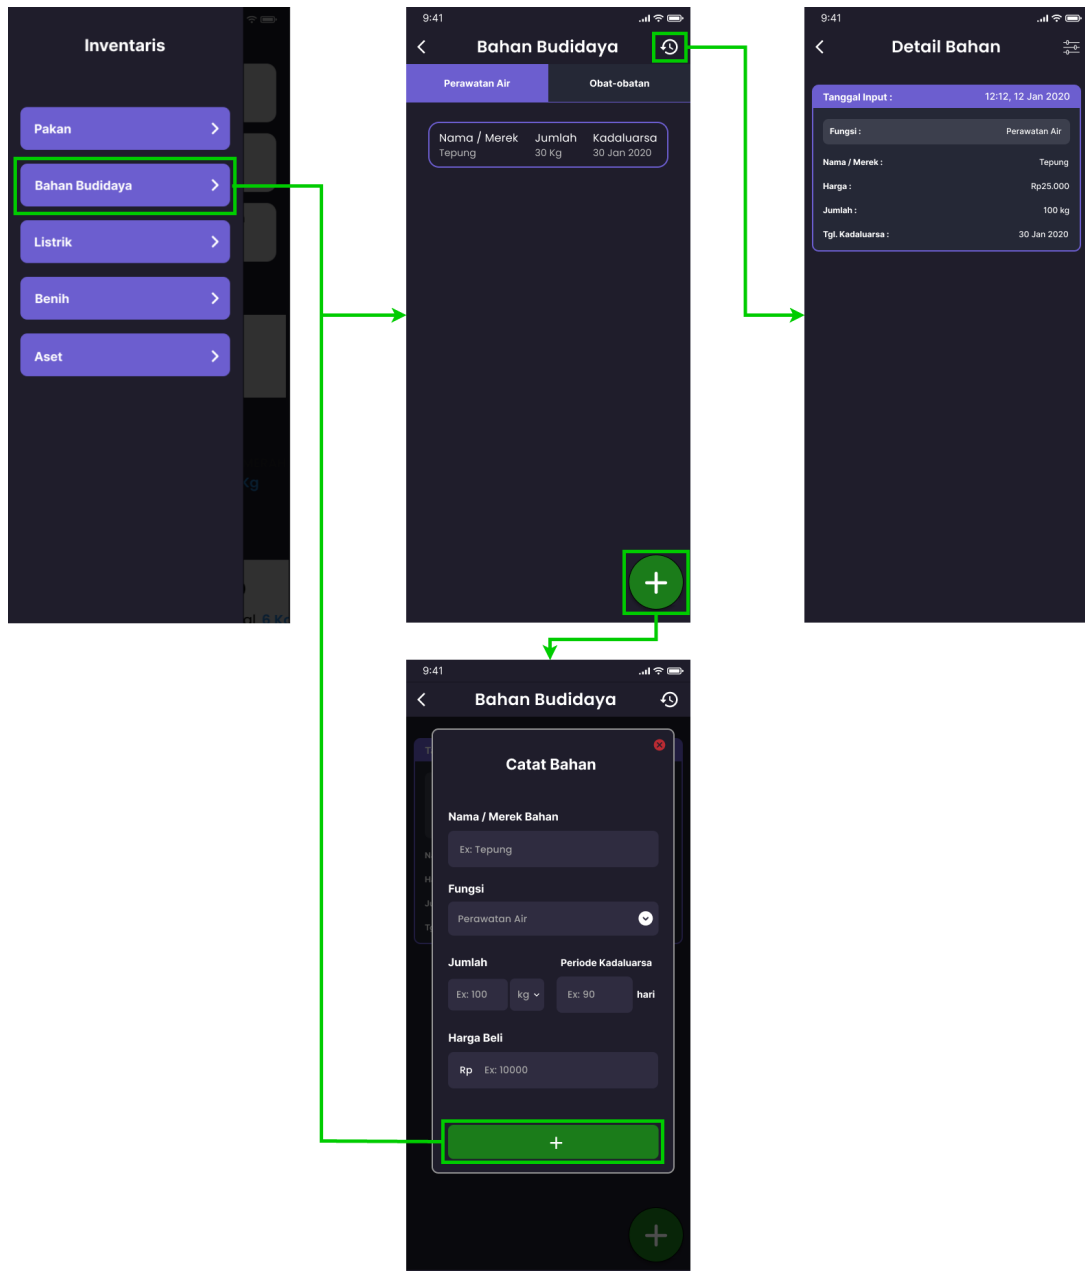 Inventaris
Pakan
Bahan Budidaya
Listrik
Benih
Aset
Kg
al 6 Kg
9:41
Bahan Budidaya
Perawatan Air
Obat-obatan
Nama / Merek Jumlah Kadaluarsa
Tepung 30 Kg 30 Jan 2020
9:41
Detail Bahan
Tanggal Input : 12:12, 12 Jan 2020
Fungsi : Perawatan Air
Nama / Merek : Tepung
Harga : Rp25.000
Jumlah : 100 kg
Tgl. Kadaluarsa : 30 Jan 2020
9:41
Bahan Budidaya
Catat Bahan
Nama / Merek Bahan
Ex: Tepung
Fungsi
Perawatan Air
Jumlah Periode Kadaluarsa
Ex: 100 kg Ex: 90 hari
Harga Beli
Rp Ex: 10000